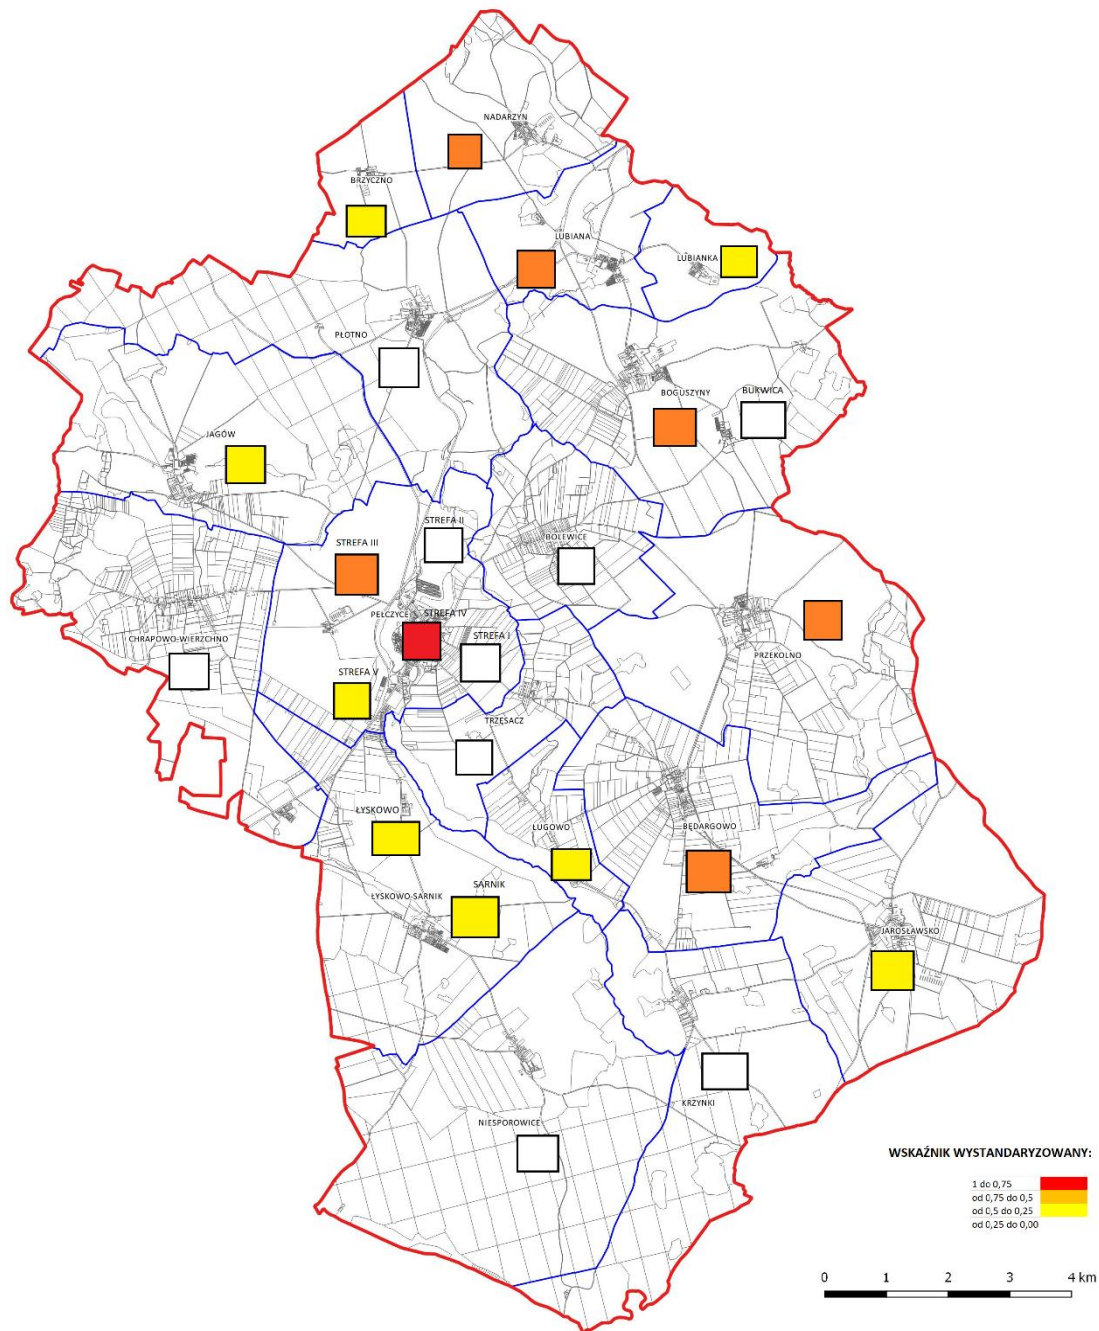 NADARZYN
BRZYCZNO
LUBIANA
LUBIANKA
PŁOTNO
BOGUSZYNY
BUKWICA
JAGÓW
STREFA II
STREFA III
BOLEWICE
PEŁCZYCE
STREFA IV
STREFA I
CHRAPOWO-WIERZCHNO
PRZEKOLNO
STREFA V
TRZĘSACZ
ŁYSKOWO
ŁUGOWO
BĘDARGOWO
SARNIK
ŁYSKOWO-SARNIK
JAROSŁAWSKO
KRZYNKI
NIESPOROWICE
WSKAŹNIK WYSTANDARYZOWANY:
1 do 0,75
od 0,75 do 0,5
od 0,5 do 0,25
od 0,25 do 0,00
0 1 2 3 4 km